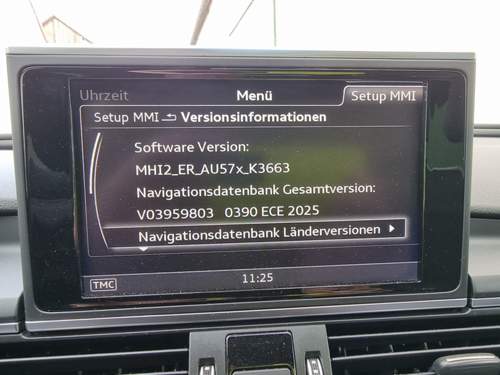 Uhrzeit Menü Setup MMI
Setup MMI Versionsinformationen
Software Version:
MHI2_ER_AU57x_K3663
Navigationsdatenbank Gesamtversion:
V03959803 0390 ECE 2025
Navigationsdatenbank Länderversionen
TMC 11:25